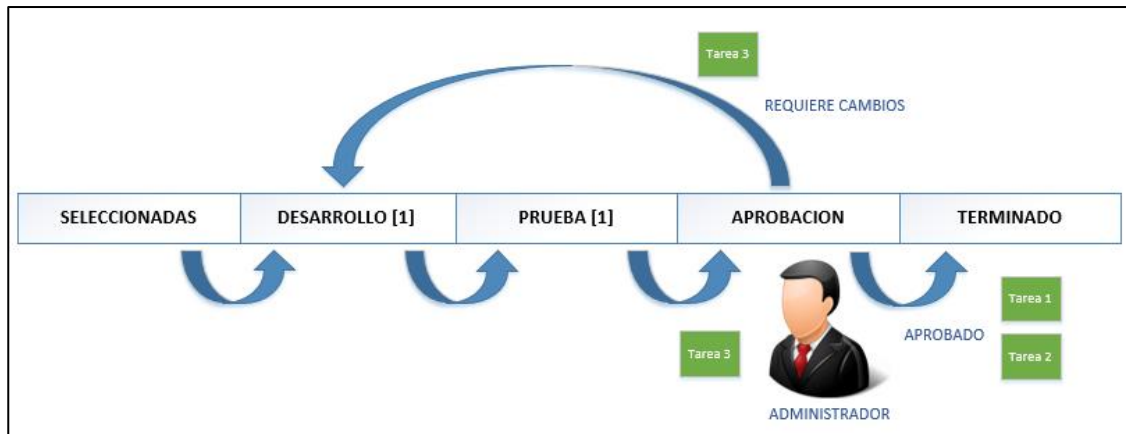 Tarea 3
REQUIERE CAMBIOS
SELECCIONADAS
DESARROLLO [1]
PRUEBA [1]
APROBACION
TERMINADO
Tarea 1
APROBADO
Tarea 3
Tarea 2
ADMINISTRADOR